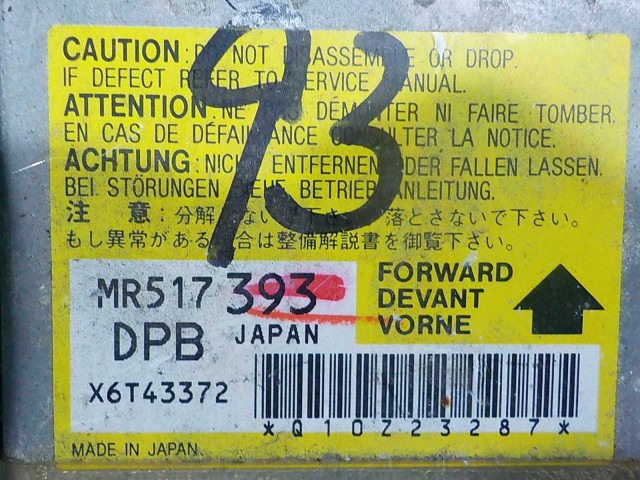 93
CAUTION: DO NOT DISASSEMBLE OR DROP.
IF DEFECT REFER TO SERVICE MANUAL.
ATTENTION: NE PAS DÉMONTER NI FAIRE TOMBER.
EN CAS DE DÉFAILLANCE CONSULTER LA NOTICE.
ACHTUNG: NICHT ENTFERNEN ODER FALLEN LASSEN.
BEI STÖRUNGEN SIEHE BETRIEBSANLEITUNG.
注 意:分解しないで下さい。落とさないで下さい。
もし異常がある場合は整備解説書を御覧下さい。
MR517393
DPB JAPAN
X6T43372
FORWARD
DEVANT
VORNE
*Q10Z23287*
MADE IN JAPAN.